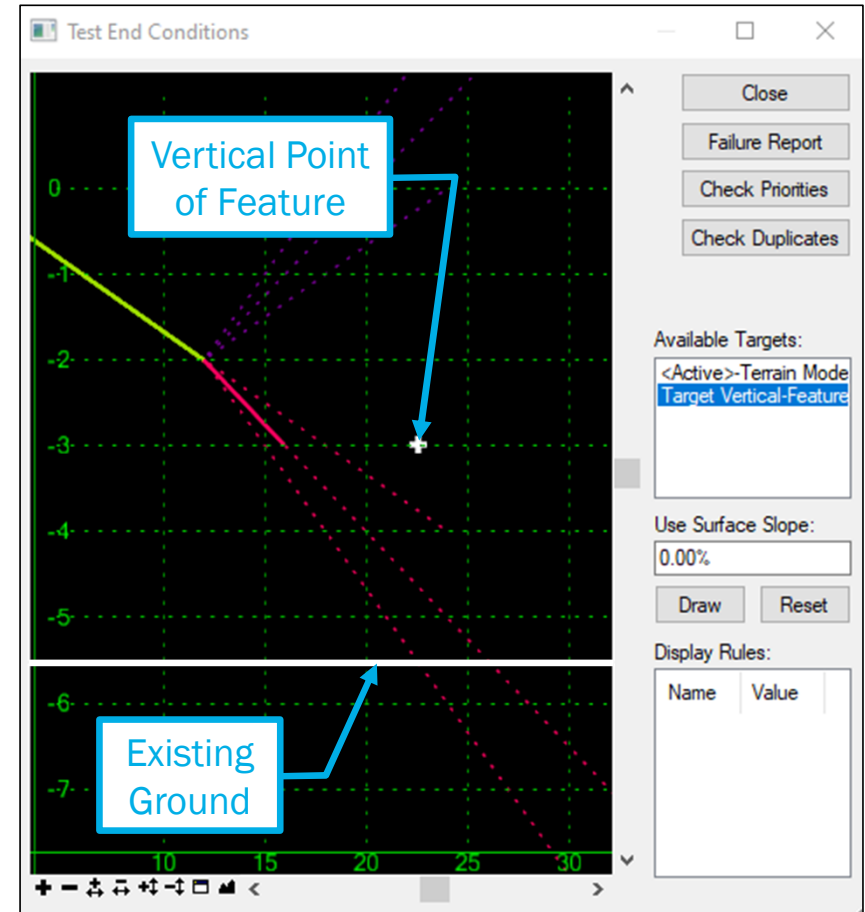 Test End Conditions
Close
Failure Report
Check Priorities
Check Duplicates
Vertical Point
of Feature
0
-1
-2
-3
-4
-5
-6
-7
10 15 20 25 30
Existing
Ground
Available Targets:
<Active>-Terrain Mode
Target Vertical-Feature
Use Surface Slope:
0.00%
Draw Reset
Display Rules:
Name Value